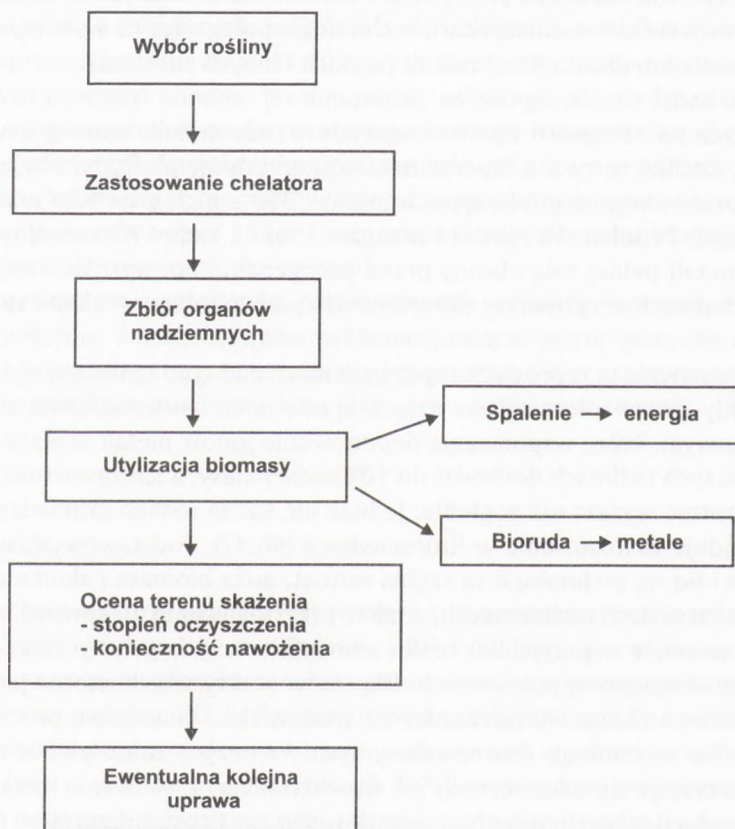 Wybór rośliny
Zastosowanie chelatora
Zbiór organów
nadziemnych
Spalenie → energia
Utylizacja biomasy
Bioruda → metale
Ocena terenu skażenia
- stopień oczyszczenia
- konieczność nawożenia
Ewentualna kolejna
uprawa